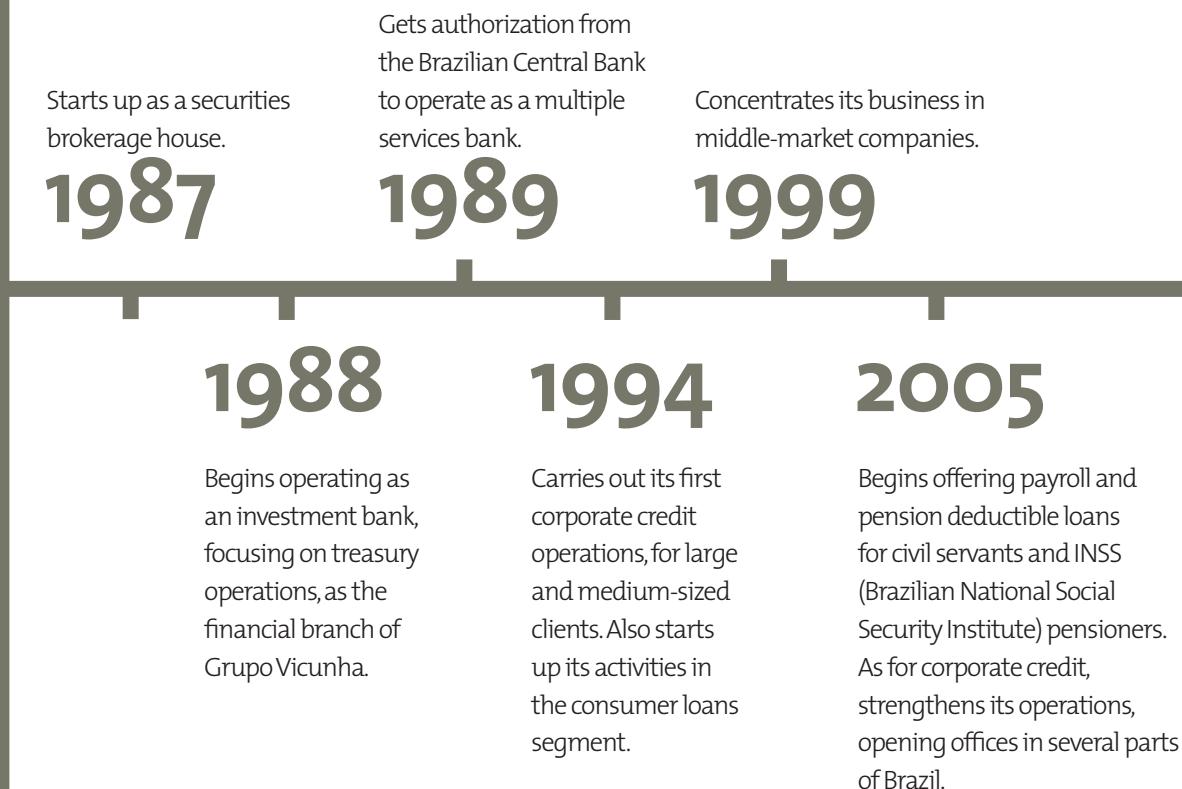 Starts up as a securities
brokerage house.
1987
Gets authorization from
the Brazilian Central Bank
to operate as a multiple
services bank.
1989
Concentrates its business in
middle-market companies.
1999
1988
Begins operating as
an investment bank,
focusing on treasury
operations, as the
financial branch of
Grupo Vicunha.
1994
Carries out its first
corporate credit
operations, for large
and medium-sized
clients. Also starts
up its activities in
the consumer loans
segment.
2005
Begins offering payroll and
pension deductible loans
for civil servants and INSS
(Brazilian National Social
Security Institute) pensioners.
As for corporate credit,
strengthens its operations,
opening offices in several parts
of Brazil.